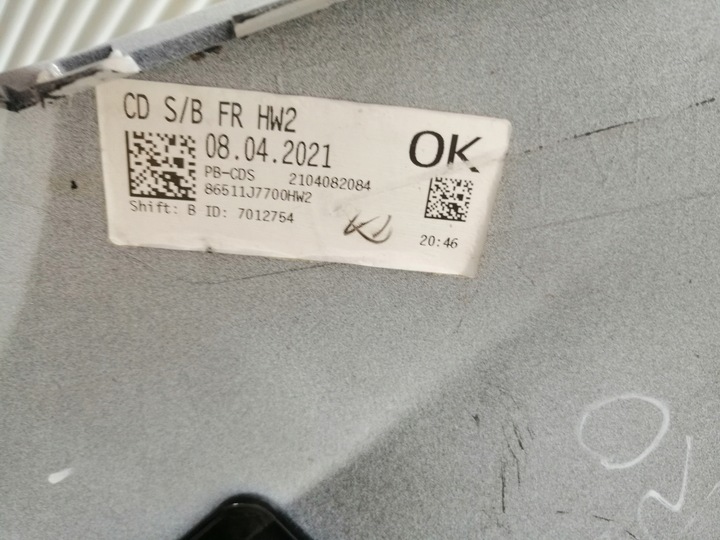 CD S/B FR HW2
08.04.2021
OK
PB-CDS 2104082084
86511J7700HW2
Shift: B ID: 7012754
20:46